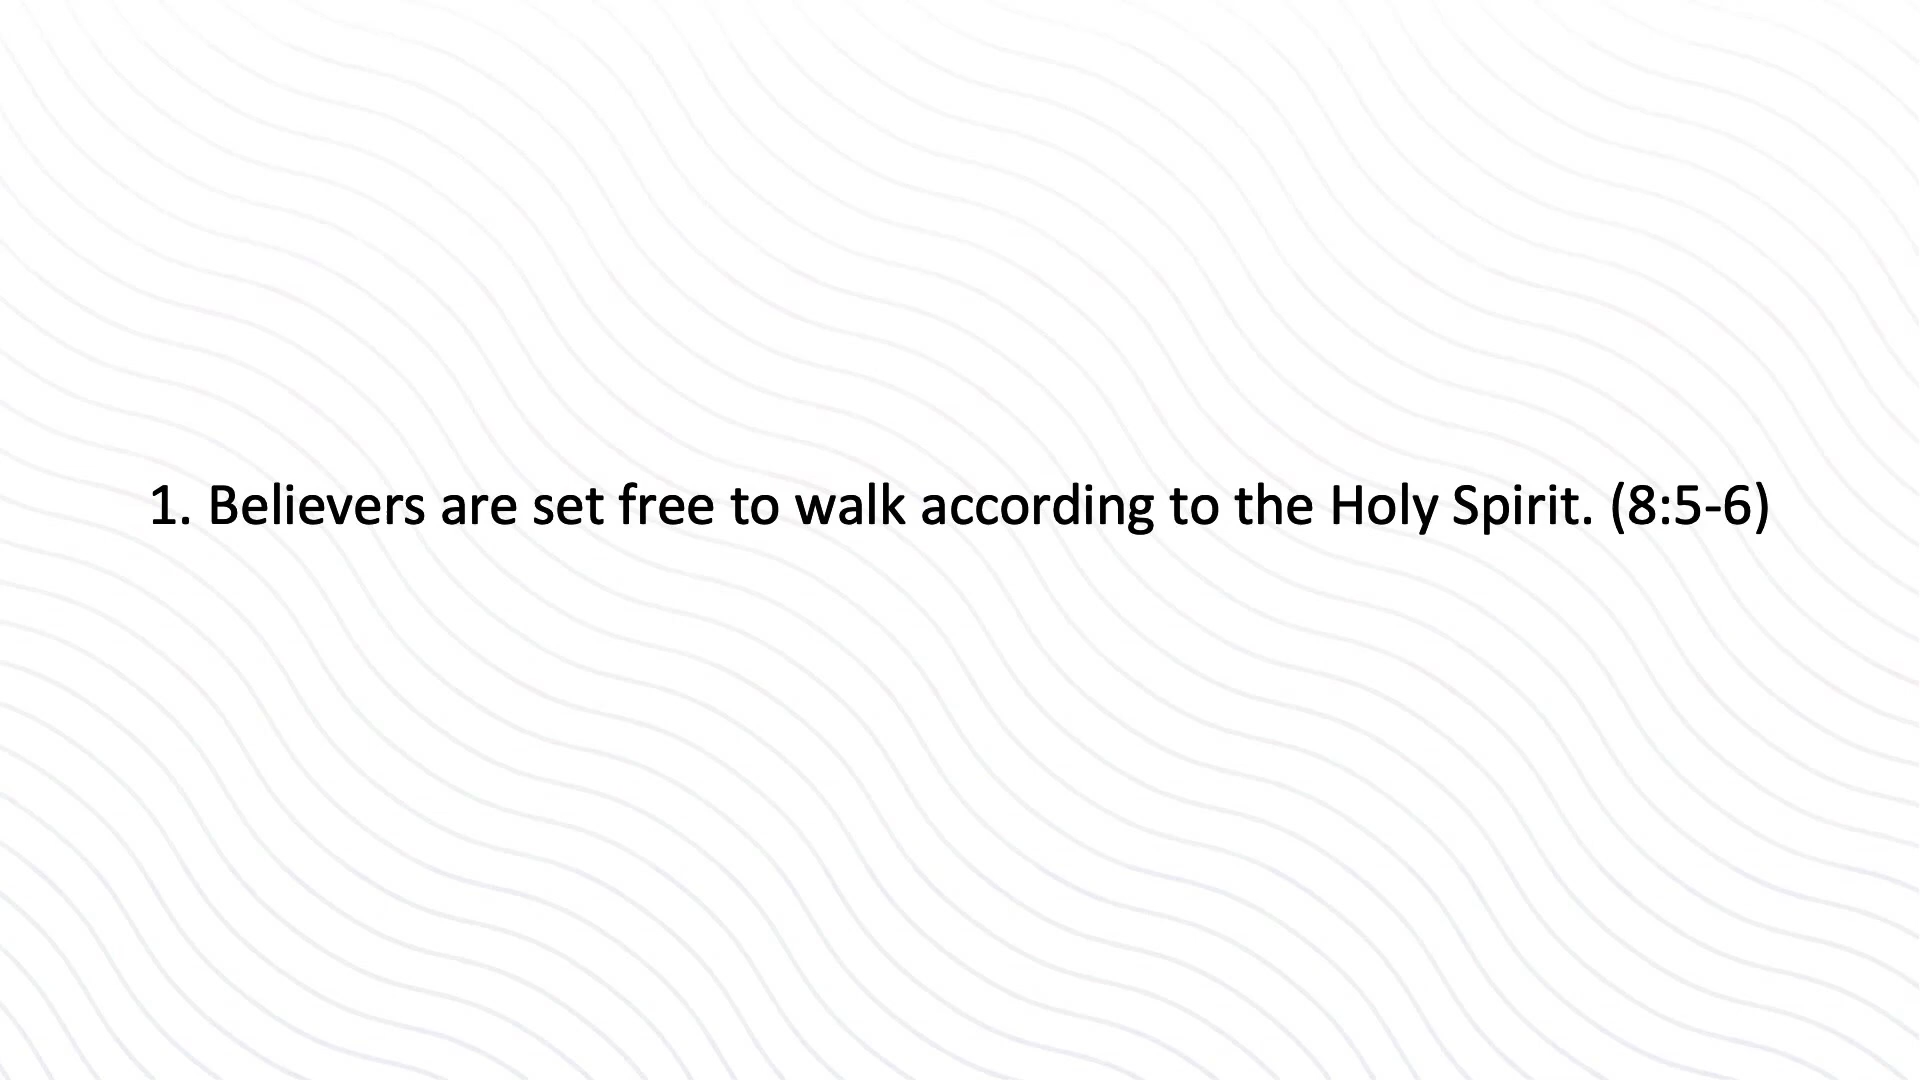 1. Believers are set free to walk according to the Holy Spirit. (8:5-6)